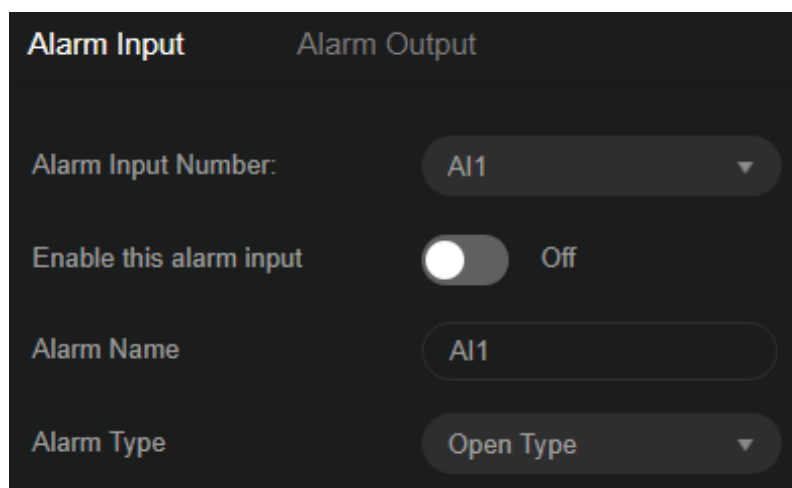 Alarm Input Alarm Output
Alarm Input Number: AI1
Enable this alarm input Off
Alarm Name AI1
Alarm Type Open Type